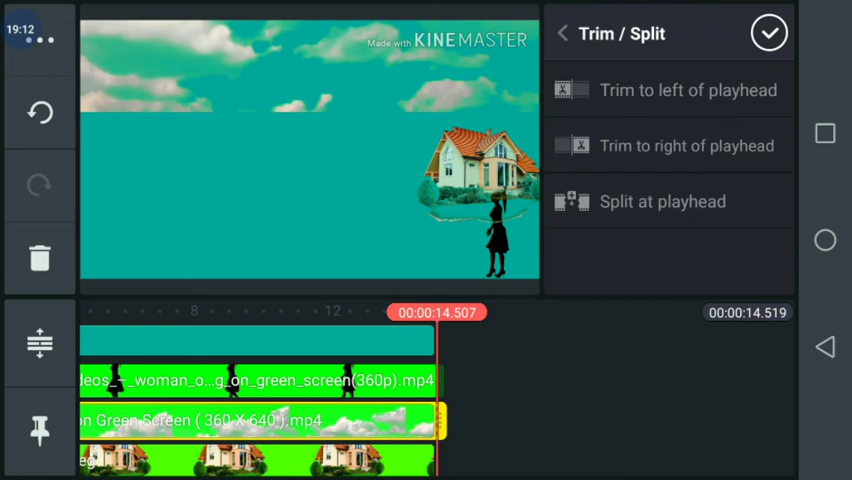 19:12
Made with KINEMASTER
Trim / Split
Trim to left of playhead
Trim to right of playhead
Split at playhead
8
12
00:00:14.507
00:00:14.519
deos_–_woman_o...g_on_green_screen(360p).mp4
on Green Screen ( 360 X 640 ).mp4